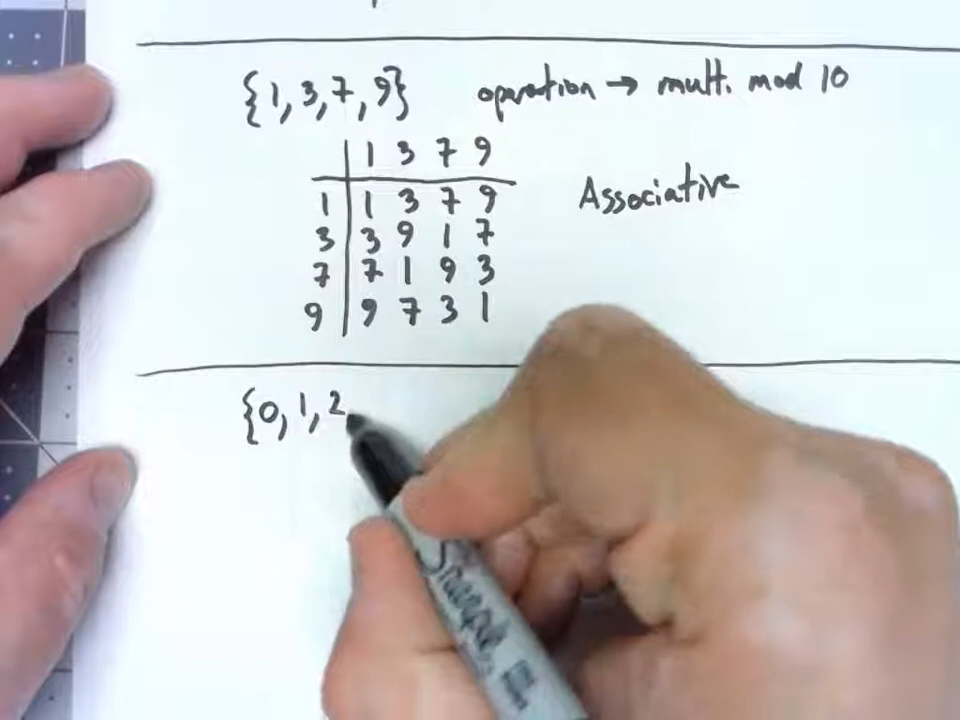 {1, 3, 7, 9} operation → mult. mod 10
1 3 7 9
1 1 3 7 9
3 3 9 1 7
7 7 1 9 3
9 9 7 3 1
Associative
{0, 1, 2
Sharpie